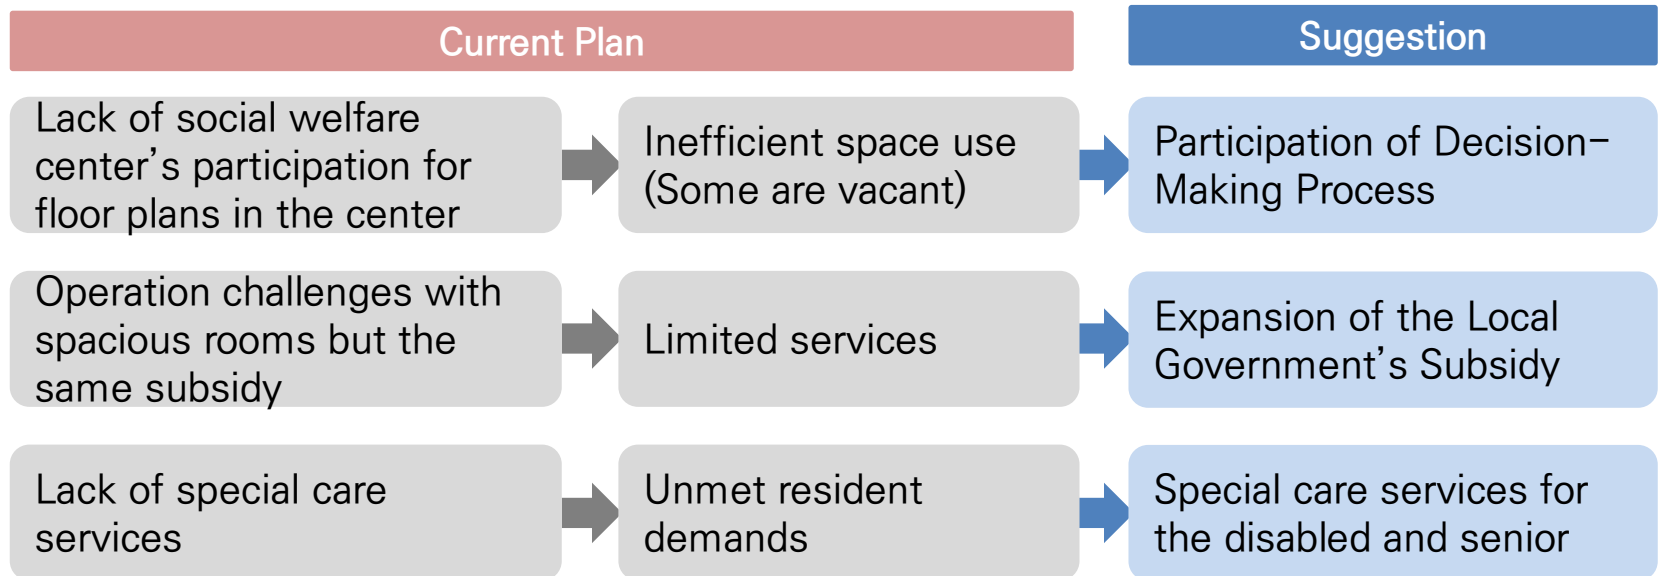 Current Plan
Suggestion
Lack of social welfare
center’s participation for
floor plans in the center
Inefficient space use
(Some are vacant)
Participation of Decision-
Making Process
Operation challenges with
spacious rooms but the
same subsidy
Limited services
Expansion of the Local
Government’s Subsidy
Lack of special care
services
Unmet resident
demands
Special care services for
the disabled and senior